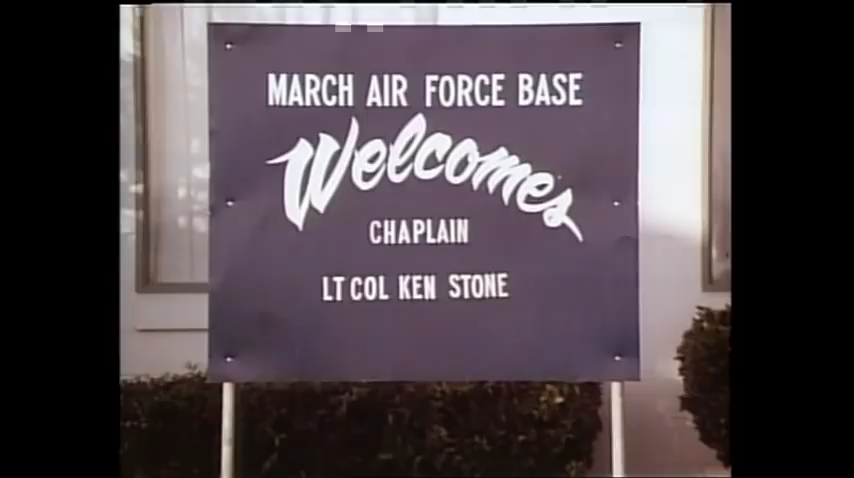 MARCH AIR FORCE BASE
Welcomes
CHAPLAIN
LT COL KEN STONE